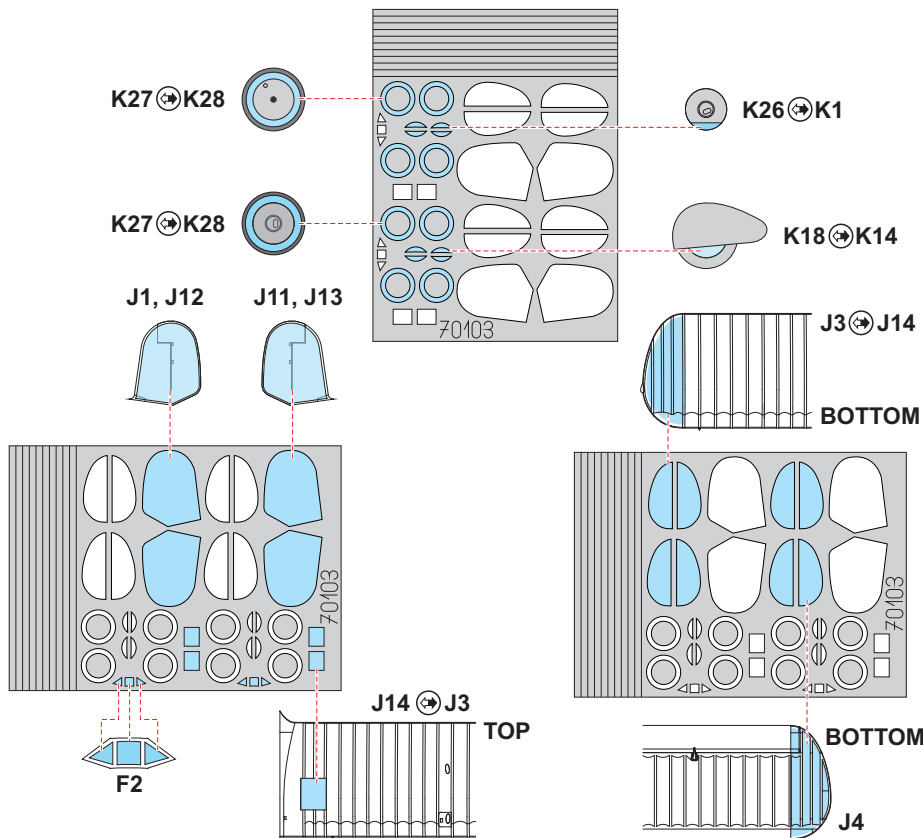 K27 K28
K26 K1
K27 K28
K18 K14
70103
J1, J12
J11, J13
J3 J14
BOTTOM
70103
70103
J14 J3
TOP
F2
BOTTOM
J4